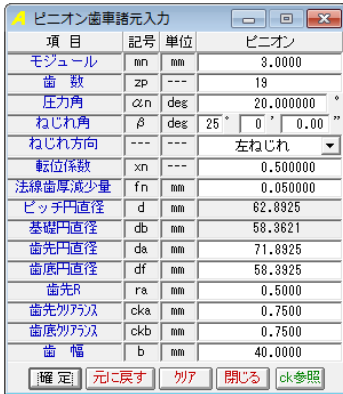 ピニオン歯車諸元入力
項 目 記号 単位 ピニオン
モジュール mn mm 3.0000
歯 数 zp --- 19
圧力角 αn deg 20.000000 °
ねじれ角 β deg 25 ° 0 ' 0.00 "
ねじれ方向 --- --- 左ねじれ
転位係数 xn --- 0.500000
法線歯厚減少量 fn mm 0.050000
ピッチ円直径 d mm 62.8925
基礎円直径 db mm 58.3621
歯先円直径 da mm 71.8925
歯底円直径 df mm 58.3925
歯先R ra mm 0.5000
歯先クリアランス cka mm 0.7500
歯底クリアランス ckb mm 0.7500
歯 幅 b mm 40.0000
確 定 元に戻す クリア 閉じる ck参照